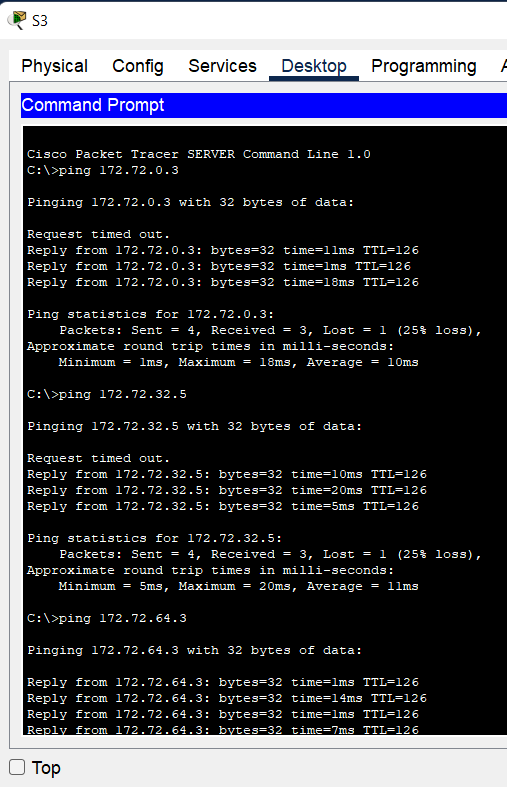 S3
Physical Config Services Desktop Programming A
Command Prompt
Cisco Packet Tracer SERVER Command Line 1.0
C:\>ping 172.72.0.3
Pinging 172.72.0.3 with 32 bytes of data:
Request timed out.
Reply from 172.72.0.3: bytes=32 time=11ms TTL=126
Reply from 172.72.0.3: bytes=32 time=1ms TTL=126
Reply from 172.72.0.3: bytes=32 time=18ms TTL=126
Ping statistics for 172.72.0.3:
Packets: Sent = 4, Received = 3, Lost = 1 (25% loss),
Approximate round trip times in milli-seconds:
Minimum = 1ms, Maximum = 18ms, Average = 10ms
C:\>ping 172.72.32.5
Pinging 172.72.32.5 with 32 bytes of data:
Request timed out.
Reply from 172.72.32.5: bytes=32 time=10ms TTL=126
Reply from 172.72.32.5: bytes=32 time=20ms TTL=126
Reply from 172.72.32.5: bytes=32 time=5ms TTL=126
Ping statistics for 172.72.32.5:
Packets: Sent = 4, Received = 3, Lost = 1 (25% loss),
Approximate round trip times in milli-seconds:
Minimum = 5ms, Maximum = 20ms, Average = 11ms
C:\>ping 172.72.64.3
Pinging 172.72.64.3 with 32 bytes of data:
Reply from 172.72.64.3: bytes=32 time=1ms TTL=126
Reply from 172.72.64.3: bytes=32 time=14ms TTL=126
Reply from 172.72.64.3: bytes=32 time=1ms TTL=126
Reply from 172.72.64.3: bytes=32 time=7ms TTL=126
Top